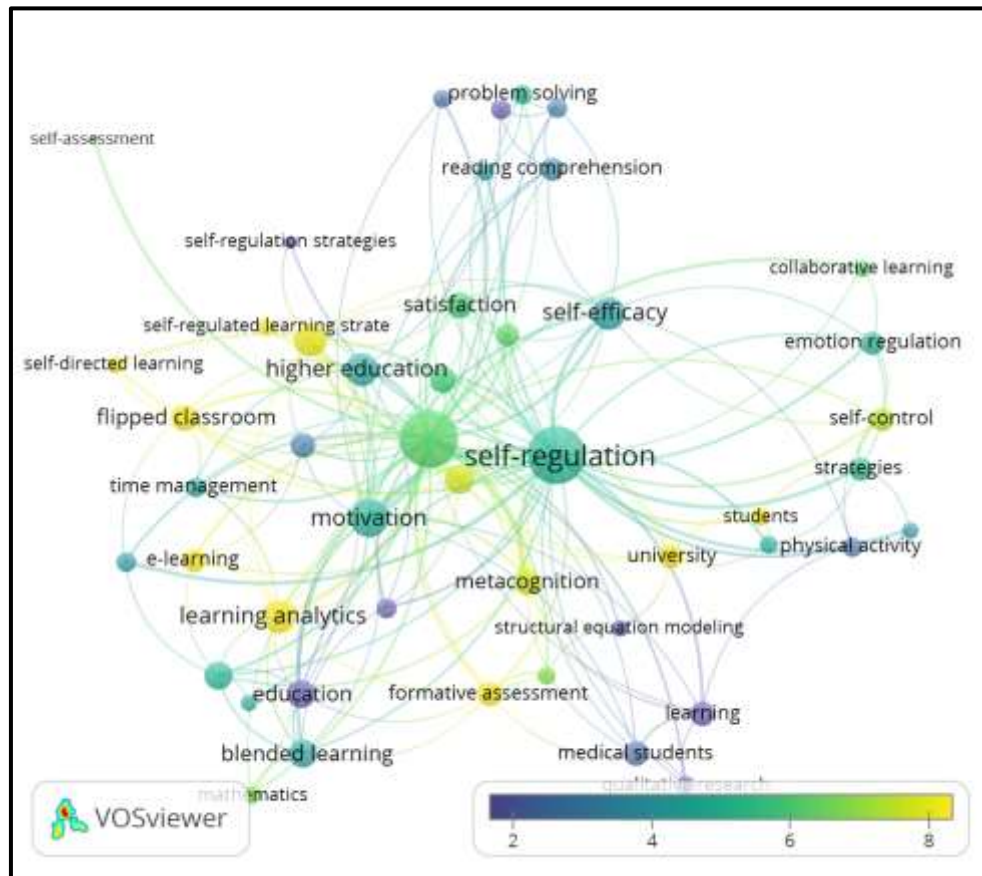 problem solving
self-assessment
reading comprehension
self-regulation strategies
collaborative learning
satisfaction
self-efficacy
self-regulated learning strate
emotion regulation
self-directed learning
higher education
flipped classroom
self-control
self-regulation
strategies
time management
motivation
students
physical activity
e-learning
university
metacognition
learning analytics
structural equation modeling
education
formative assessment
learning
blended learning
medical students
qualitative research
mathematics
VOSviewer
2 4 6 8